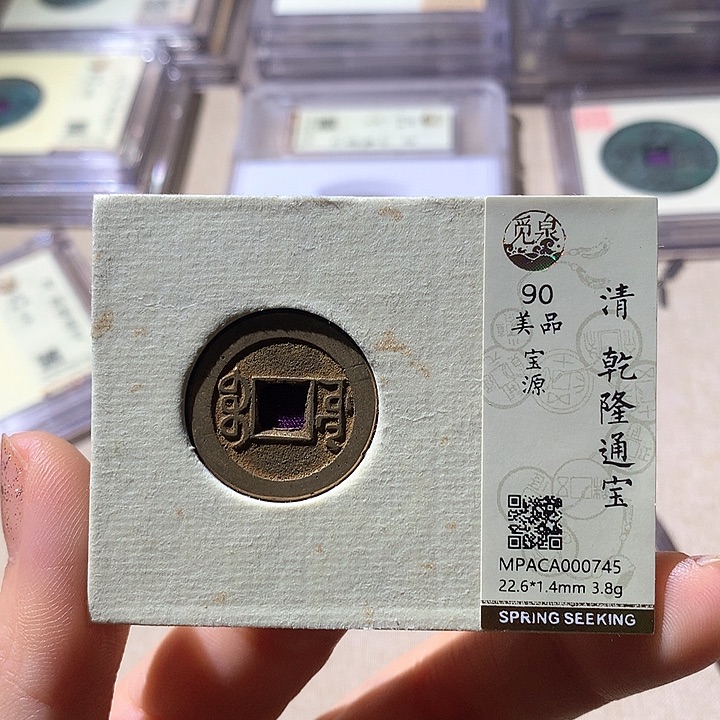 觅泉
90
美品
宝源
清 乾隆通宝
MPACA000745
22.6*1.4mm 3.8g
SPRING SEEKING